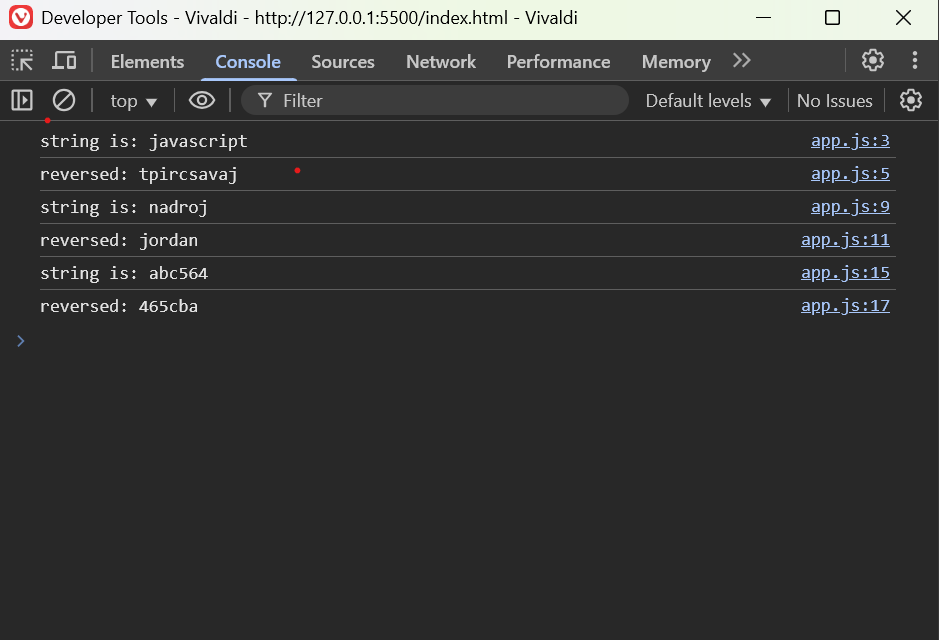 Developer Tools - Vivaldi - http://127.0.0.1:5500/index.html - Vivaldi
Elements Console Sources Network Performance Memory
top Filter Default levels No Issues
string is: javascript app.js:3
reversed: tpircsavaj app.js:5
string is: nadroj app.js:9
reversed: jordan app.js:11
string is: abc564 app.js:15
reversed: 465cba app.js:17